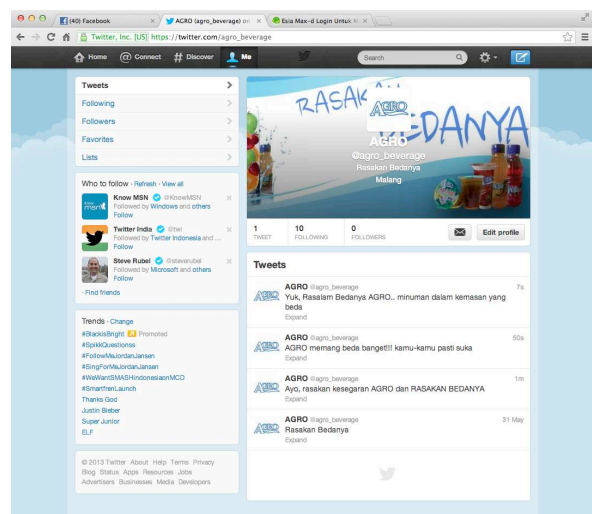 (40) Facebook
AGRO (agro_beverage) on
Esia Max-d Login Untuk M
Twitter, Inc. [US] https://twitter.com/agro_beverage
Home
Connect
Discover
Me
Search
Tweets
Following
Followers
Favorites
Lists
Who to follow · Refresh · View all
Know MSN @KnowMSN
Followed by Windows and others
Follow
Twitter India @twi
Followed by Twitter Indonesia and ...
Follow
Steve Rubel @steverubel
Followed by Microsoft and others
Follow
· Find friends
Trends · Change
#BlackisBright Promoted
#SpikkQuestionss
#FollowMeJordanJansen
#SingForMeJordanJansen
#WeWantSMASHindonesiaonMCD
#SmartfrenLaunch
Thanks God
Justin Bieber
Super Junior
ELF
© 2013 Twitter About Help Terms Privacy
Blog Status Apps Resources Jobs
Advertisers Businesses Media Developers
RASAKAN
BEDANYA
AGRO
AGRO
@agro_beverage
Rasakan Bedanya
Malang
1
TWEET
10
FOLLOWING
0
FOLLOWERS
Edit profile
Tweets
AGRO @agro_beverage 7s
Yuk, Rasalam Bedanya AGRO.. minuman dalam kemasan yang
beda
Expand
AGRO @agro_beverage 50s
AGRO memang beda banget!!! kamu-kamu pasti suka
Expand
AGRO @agro_beverage 1m
Ayo, rasakan kesegaran AGRO dan RASAKAN BEDANYA
Expand
AGRO @agro_beverage 31 May
Rasakan Bedanya
Expand